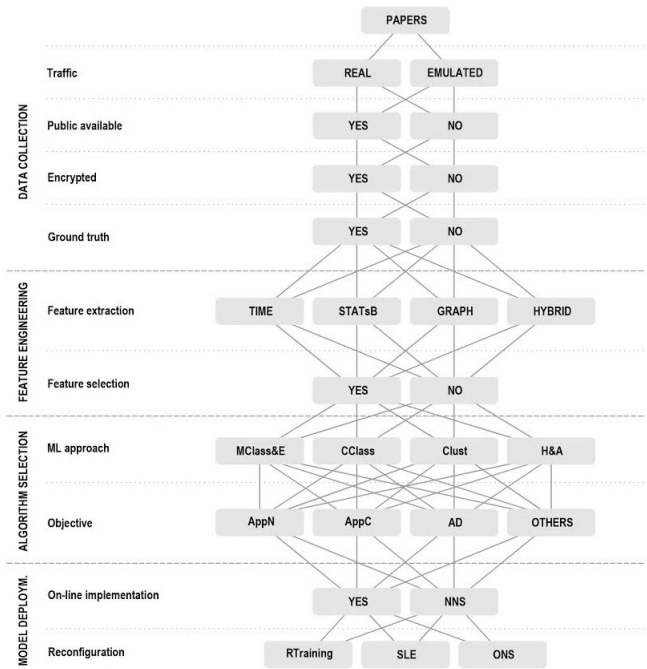 PAPERS
Traffic
REAL EMULATED
DATA COLLECTION
Public available
YES NO
Encrypted
YES NO
Ground truth
YES NO
FEATURE ENGINEERING
Feature extraction
TIME STATsB GRAPH HYBRID
Feature selection
YES NO
ALGORITHM SELECTION
ML approach
MClass&E CClass Clust H&A
Objective
AppN AppC AD OTHERS
MODEL DEPLOYM.
On-line implementation
YES NNS
Reconfiguration
RTraining SLE ONS